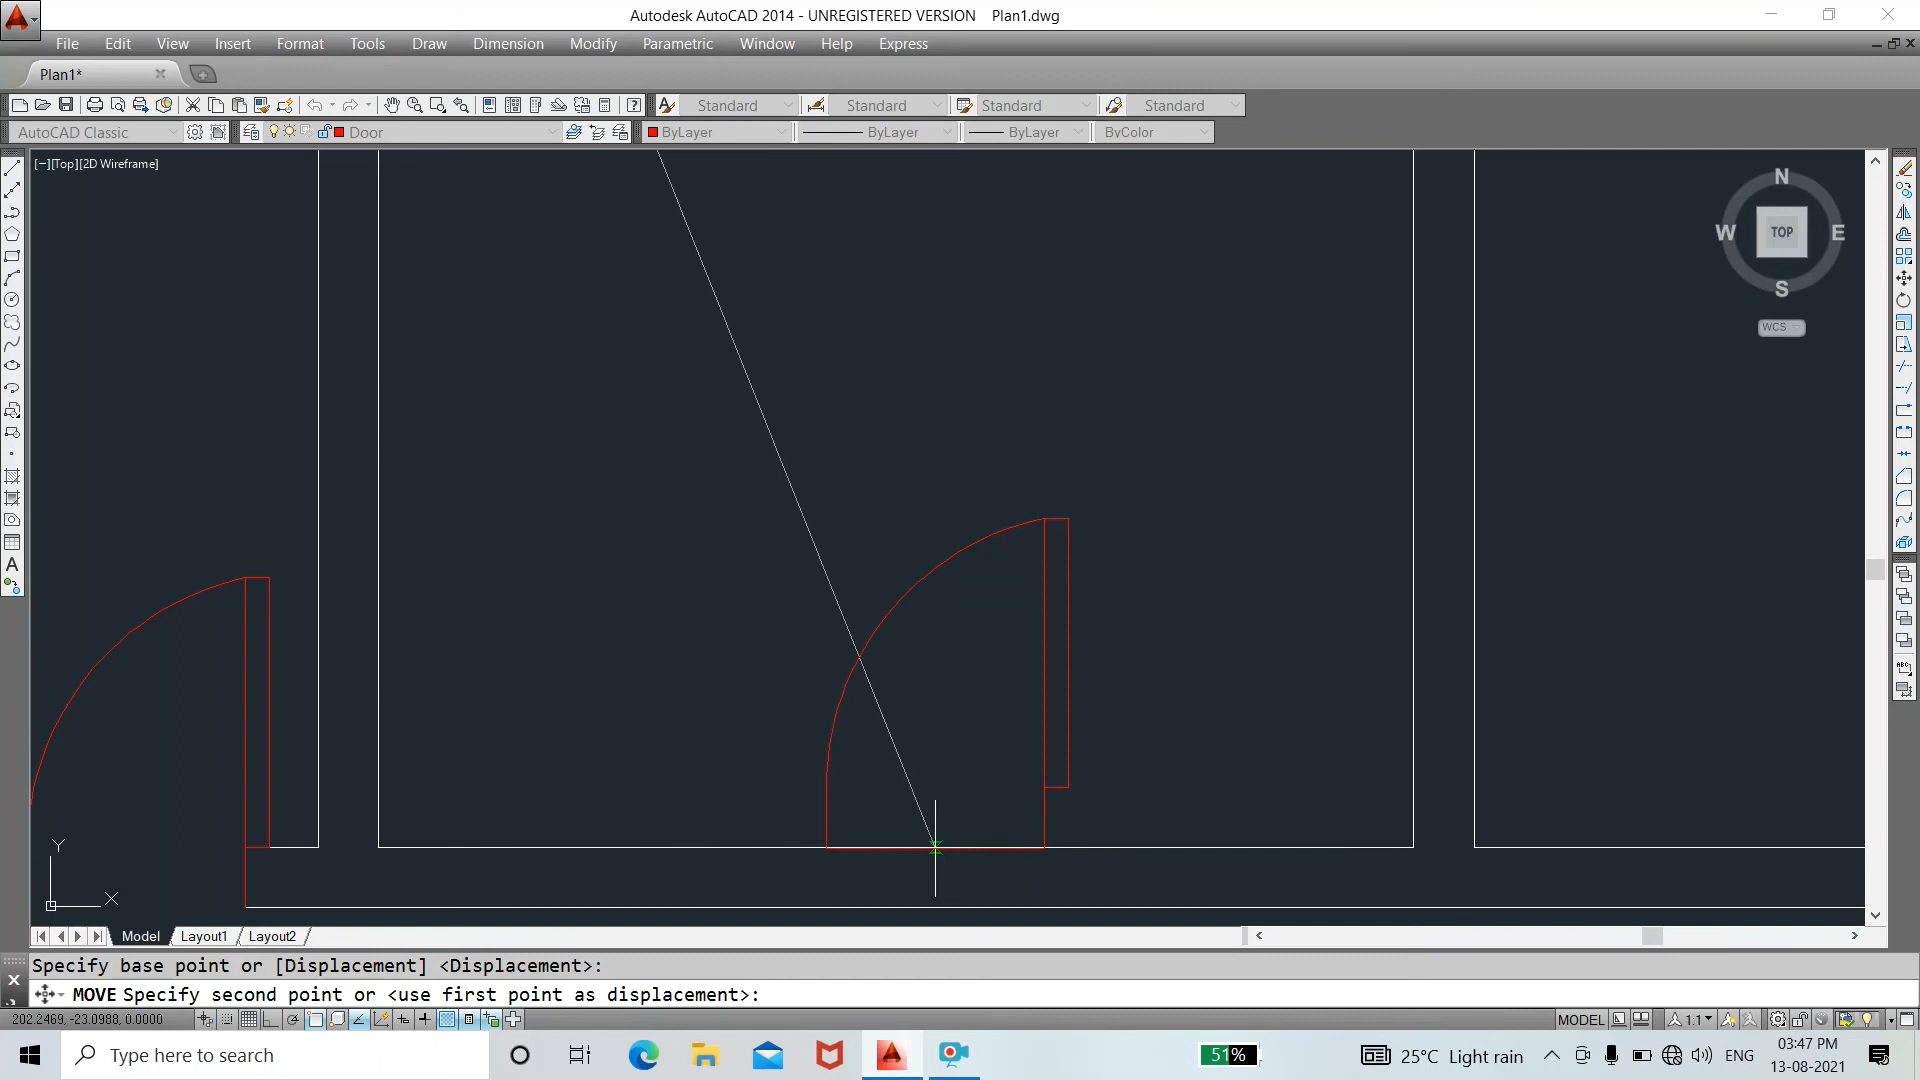 Autodesk AutoCAD 2014 - UNREGISTERED VERSION Plan1.dwg
File Edit View Insert Format Tools Draw Dimension Modify Parametric Window Help Express
Plan1*
Standard Standard Standard Standard
AutoCAD Classic Door ByLayer ByLayer ByLayer ByColor
[−][Top][2D Wireframe]
N
W TOP E
S
WCS
A
Y
X
Model Layout1 Layout2
Specify base point or [Displacement] <Displacement>:
MOVE Specify second point or <use first point as displacement>:
202.2469, -23.0988, 0.0000 MODEL 1:1
Type here to search 51% 25°C Light rain ENG 03:47 PM
13-08-2021